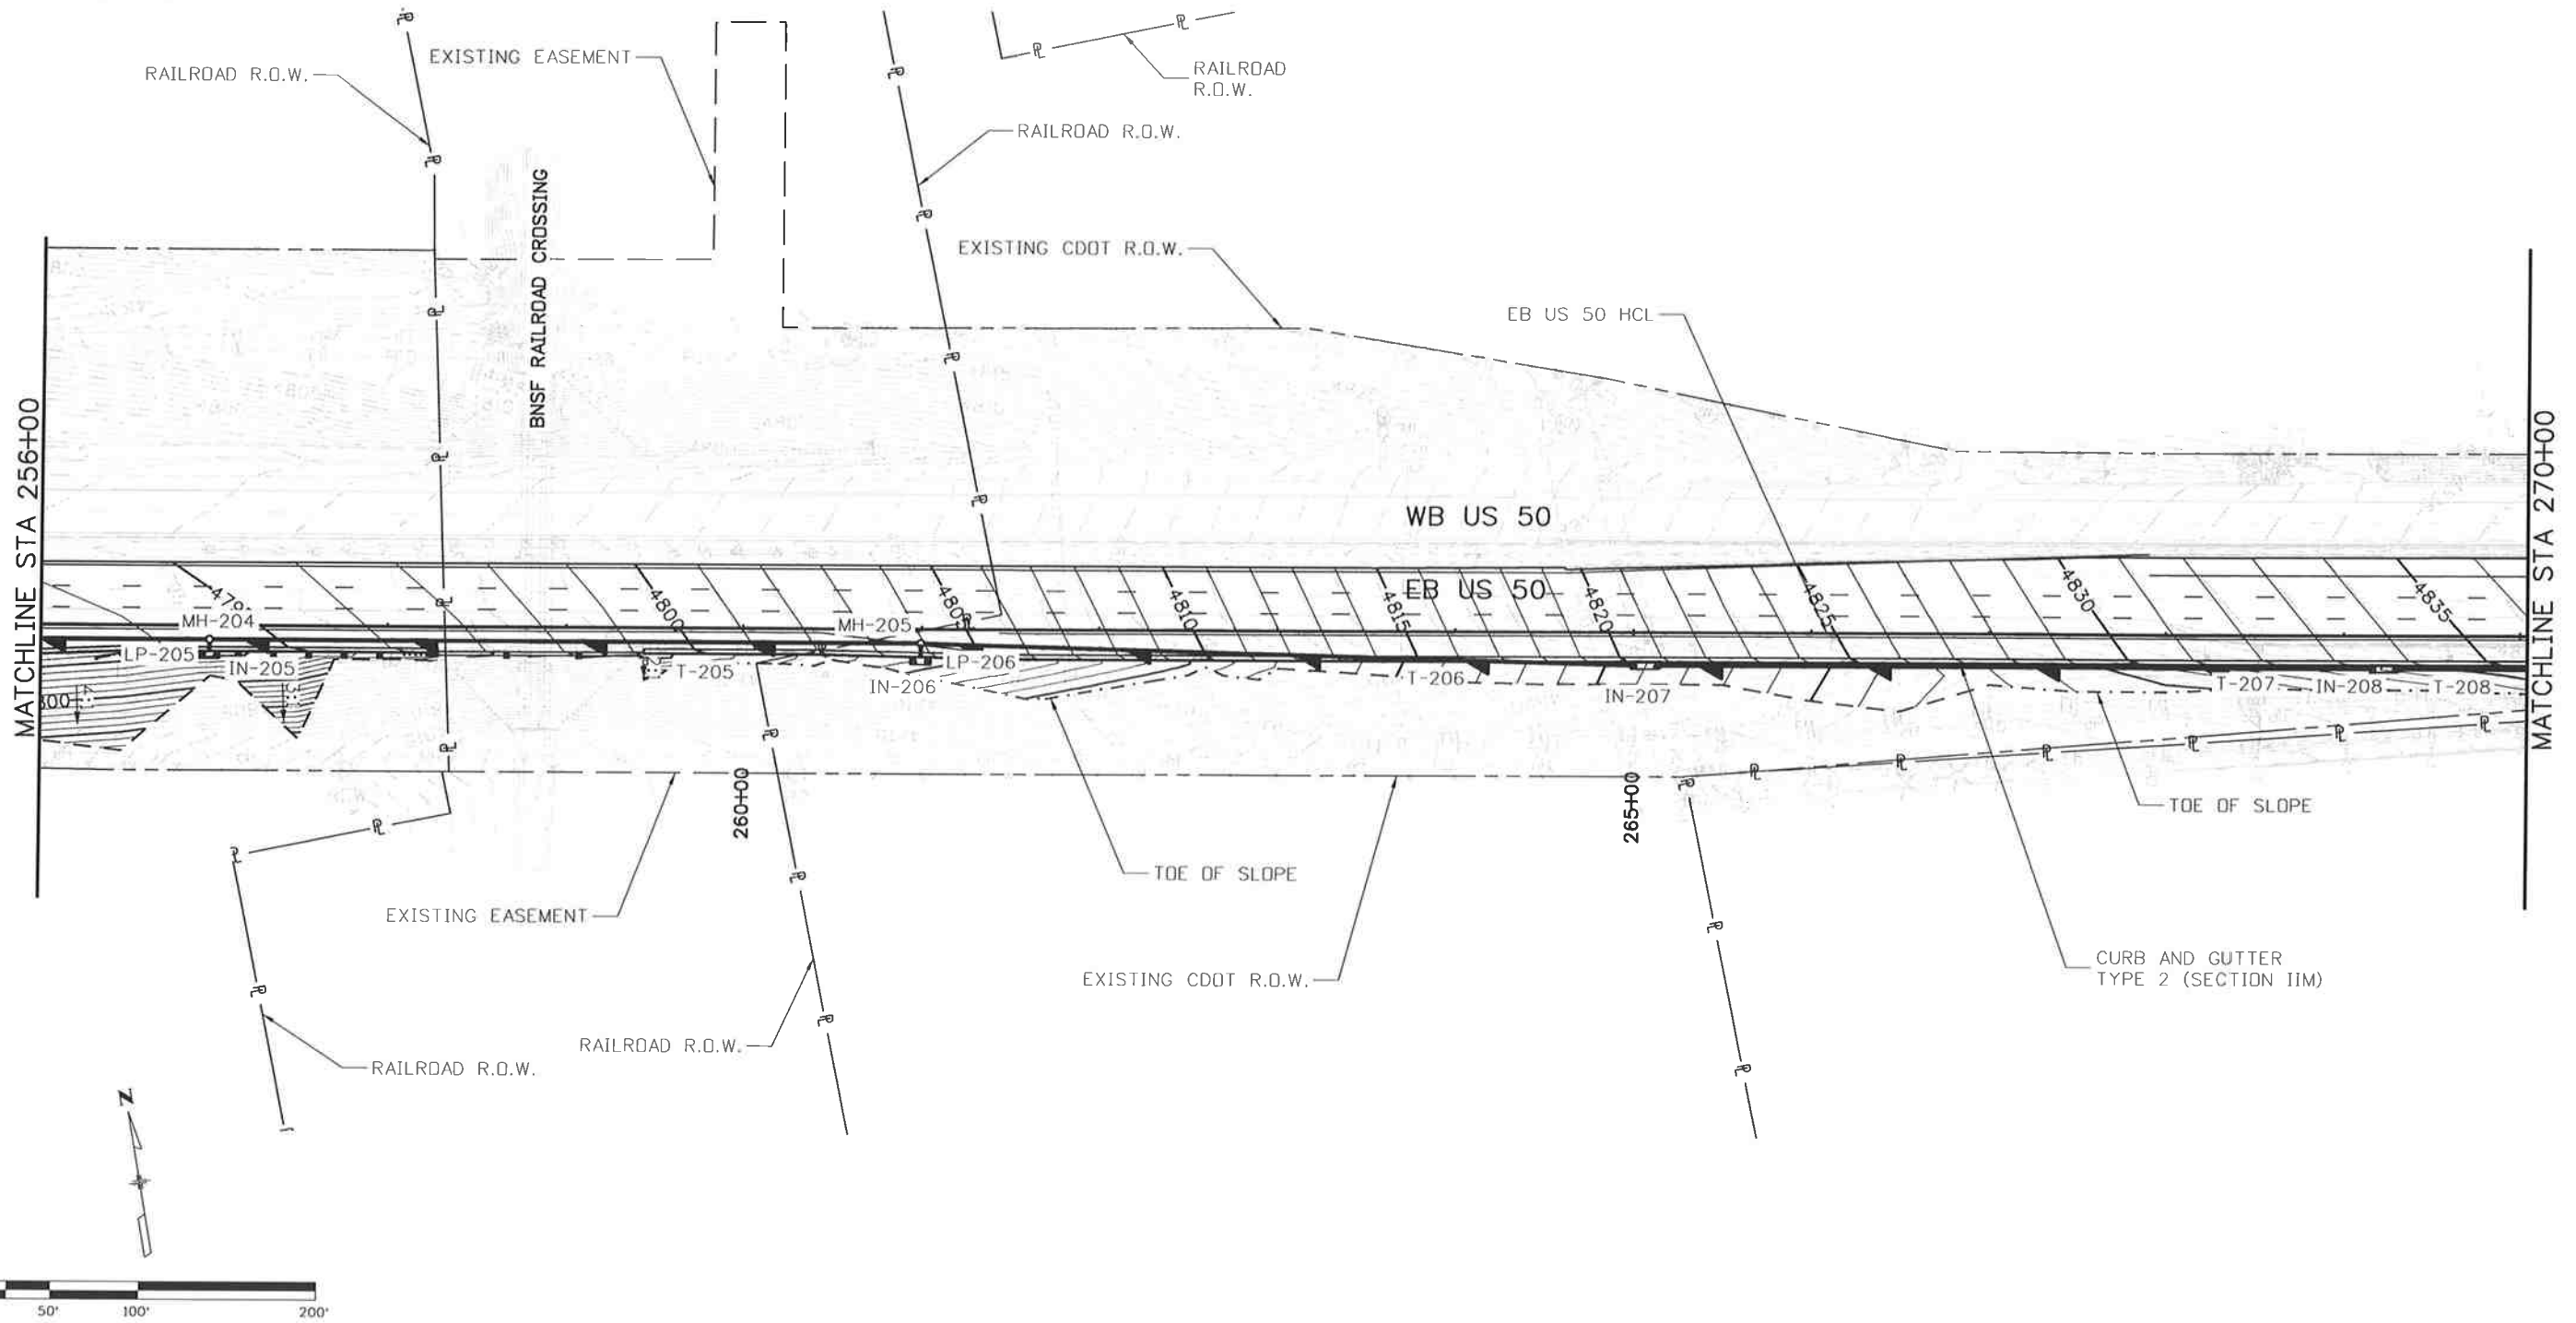 RAILROAD R.O.W.
EXISTING EASEMENT
RAILROAD
R.O.W.
RAILROAD R.O.W.
BNSF RAILROAD CROSSING
EXISTING CDOT R.O.W.
EB US 50 HCL
MATCHLINE STA 256+00
MATCHLINE STA 270+00
WB US 50
EB US 50
4800
4810
4815
4820
4825
4830
4835
MH-204
MH-205
LP-205
IN-205
T-205
LP-206
IN-206
T-206
IN-207
T-207
IN-208
T-208
260+00
265+00
TOE OF SLOPE
TOE OF SLOPE
EXISTING EASEMENT
EXISTING CDOT R.O.W.
CURB AND GUTTER
TYPE 2 (SECTION IIM)
RAILROAD R.O.W.
RAILROAD R.O.W.
N
50'
100'
200'